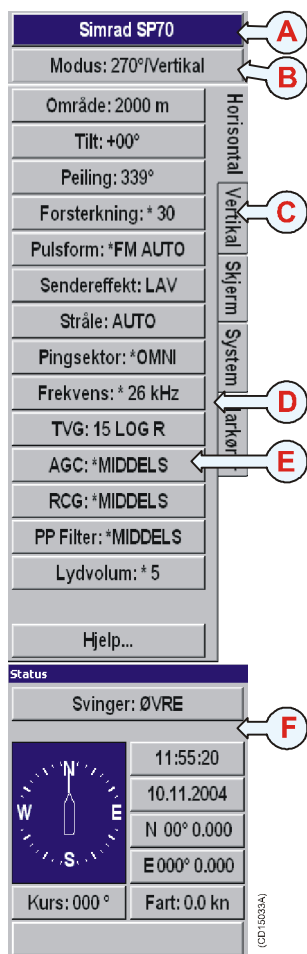 Simrad SP70
A
Modus: 270°/Vertikal
B
Område: 2000 m
Horisontal
Tilt: +00°
Peiling: 339°
Forsterkning: * 30
Vertikal
C
Pulsform: *FM AUTO
Sendereffekt: LAV
Skjerm
Stråle: AUTO
Pingsektor: *OMNI
System
Frekvens: * 26 kHz
D
TVG: 15 LOG R
AGC: *MIDDELS
E
RCG: *MIDDELS
PP Filter: *MIDDELS
Lydvolum: * 5
Hjelp...
Status
Svinger: ØVRE
F
N
W
E
S
11:55:20
10.11.2004
N 00° 0.000
E 000° 0.000
Kurs: 000 °
Fart: 0.0 kn
(CD15033A)